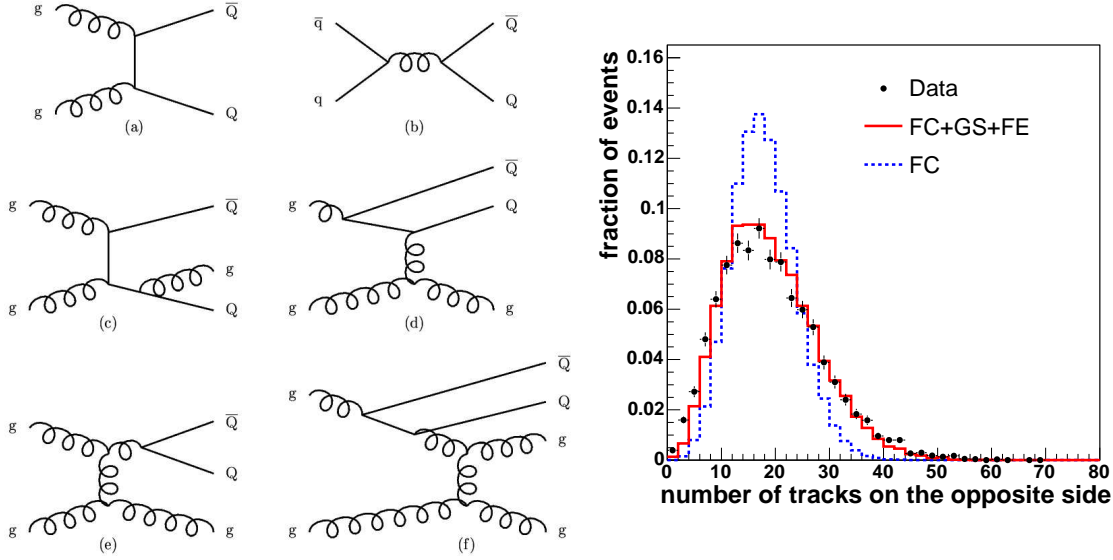 g
Q̅
g
Q
(a)
q̅
Q̅
q
Q
(b)
g
Q̅
g
g
Q
(c)
g
Q̅
Q
g
g
(d)
g
Q̅
Q
g
g
(e)
g
Q̅
Q
g
g
g
(f)
fraction of events
0.16
0.14
0.12
0.1
0.08
0.06
0.04
0.02
0
Data
FC+GS+FE
FC
0 10 20 30 40 50 60 70 80
number of tracks on the opposite side